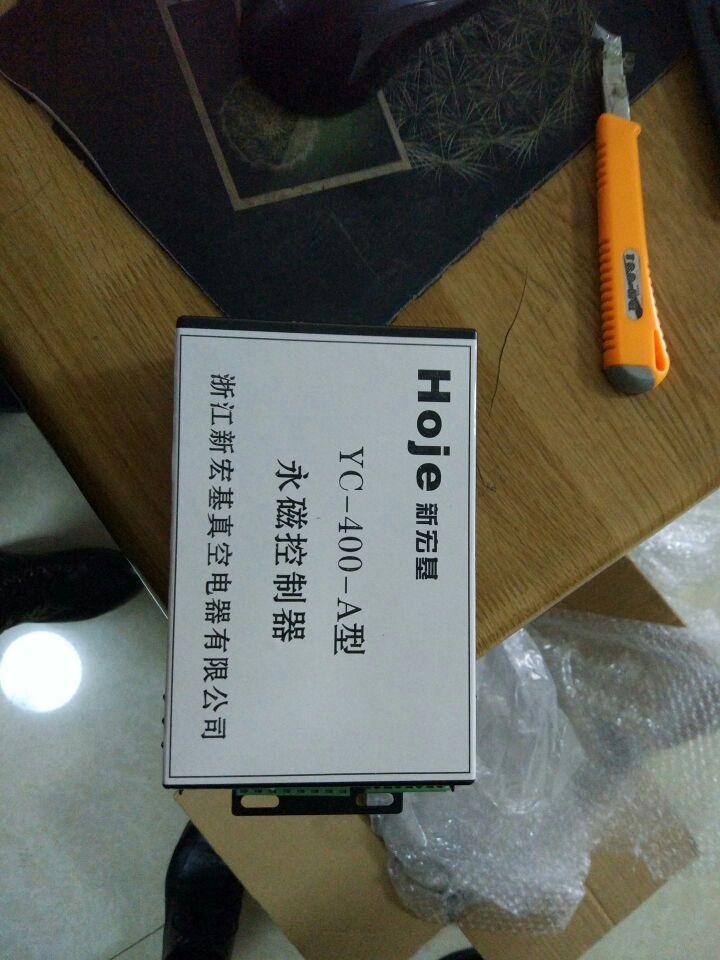 Hoje 新宏基
YC-400-A型
永磁控制器
浙江新宏基真空电器有限公司